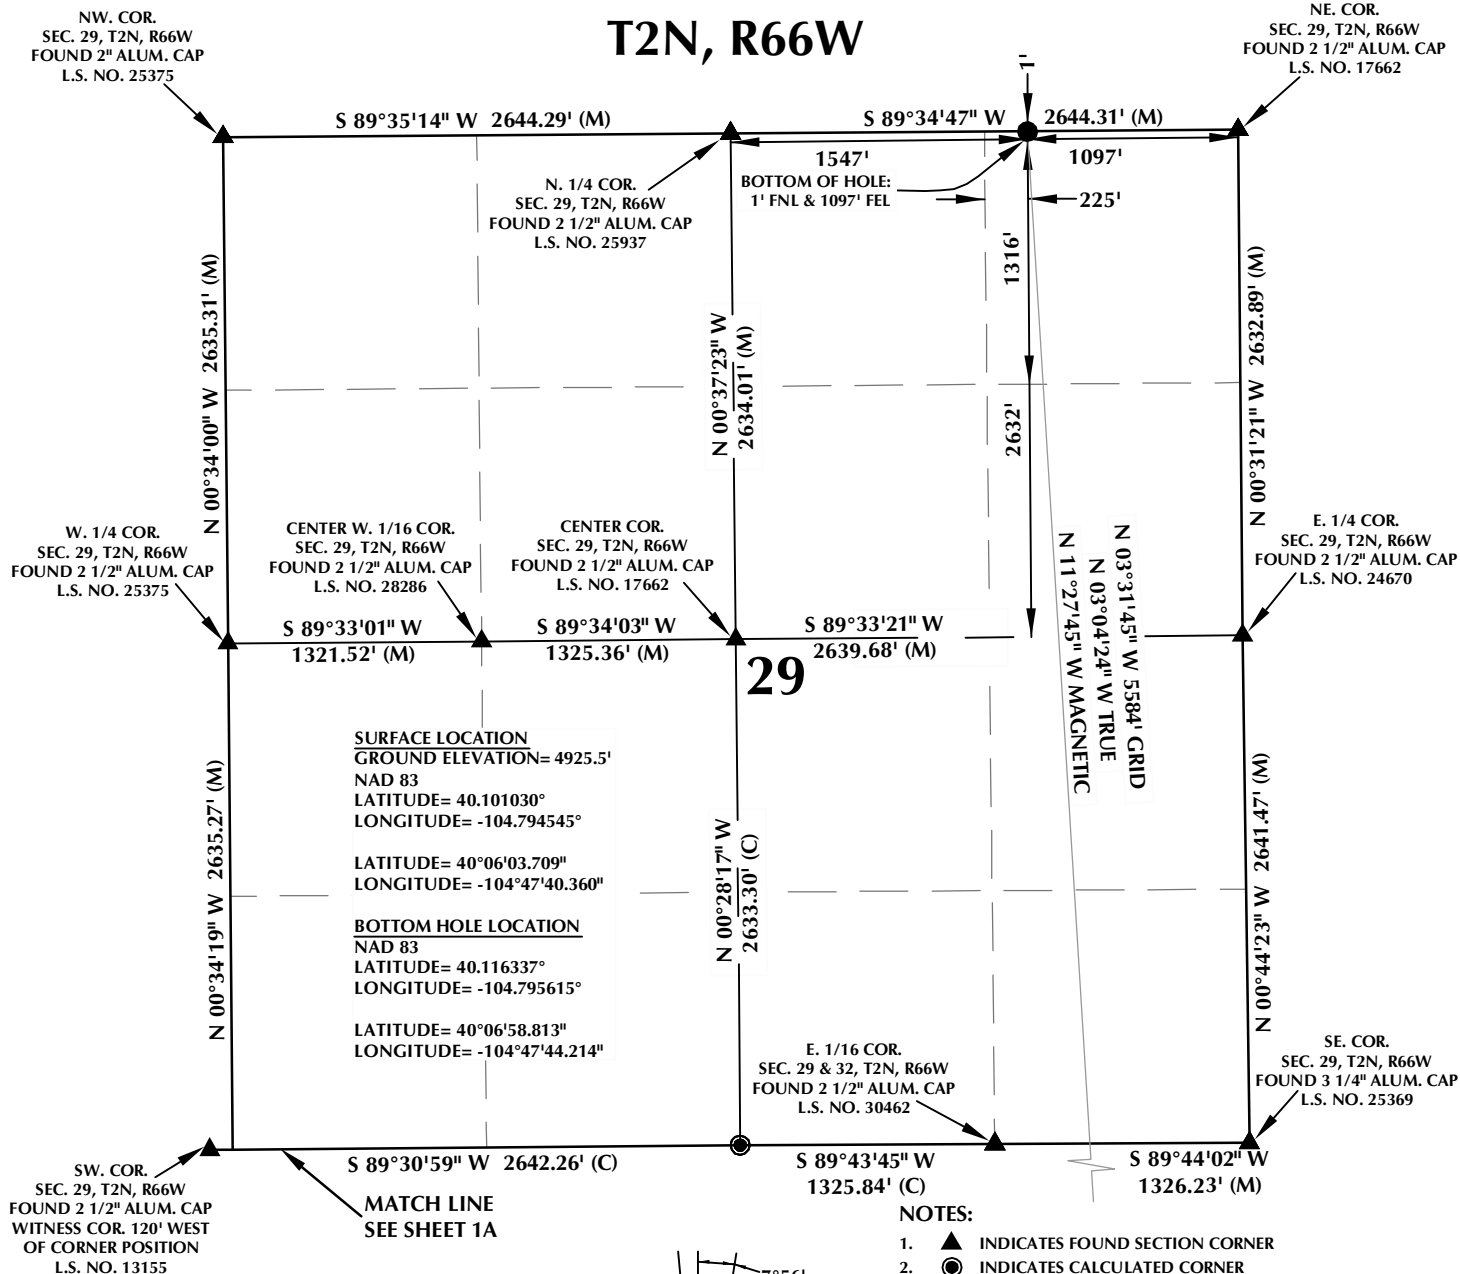 T2N, R66W
NW. COR.
SEC. 29, T2N, R66W
FOUND 2" ALUM. CAP
L.S. NO. 25375
NE. COR.
SEC. 29, T2N, R66W
FOUND 2 1/2" ALUM. CAP
L.S. NO. 17662
1'
S 89°35'14" W 2644.29' (M)
S 89°34'47" W 2644.31' (M)
1547'
1097'
BOTTOM OF HOLE:
1' FNL & 1097' FEL
225'
N. 1/4 COR.
SEC. 29, T2N, R66W
FOUND 2 1/2" ALUM. CAP
L.S. NO. 25937
1316'
2632'
N 00°34'00" W 2635.31' (M)
N 00°37'23" W
2634.01' (M)
N 00°31'21" W 2632.89' (M)
W. 1/4 COR.
SEC. 29, T2N, R66W
FOUND 2 1/2" ALUM. CAP
L.S. NO. 25375
CENTER W. 1/16 COR.
SEC. 29, T2N, R66W
FOUND 2 1/2" ALUM. CAP
L.S. NO. 28286
CENTER COR.
SEC. 29, T2N, R66W
FOUND 2 1/2" ALUM. CAP
L.S. NO. 17662
E. 1/4 COR.
SEC. 29, T2N, R66W
FOUND 2 1/2" ALUM. CAP
L.S. NO. 24670
N 03°31'45" W 5584' GRID
N 03°04'24" W TRUE
N 11°27'45" W MAGNETIC
S 89°33'01" W
1321.52' (M)
S 89°34'03" W
1325.36' (M)
S 89°33'21" W
2639.68' (M)
29
SURFACE LOCATION
GROUND ELEVATION= 4925.5'
NAD 83
LATITUDE= 40.101030°
LONGITUDE= -104.794545°
LATITUDE= 40°06'03.709"
LONGITUDE= -104°47'40.360"
BOTTOM HOLE LOCATION
NAD 83
LATITUDE= 40.116337°
LONGITUDE= -104.795615°
LATITUDE= 40°06'58.813"
LONGITUDE= -104°47'44.214"
N 00°34'19" W 2635.27' (M)
N 00°28'17" W
2633.30' (C)
N 00°44'23" W 2641.47' (M)
E. 1/16 COR.
SEC. 29 & 32, T2N, R66W
FOUND 2 1/2" ALUM. CAP
L.S. NO. 30462
SE. COR.
SEC. 29, T2N, R66W
FOUND 3 1/4" ALUM. CAP
L.S. NO. 25369
S 89°30'59" W 2642.26' (C)
S 89°43'45" W
1325.84' (C)
S 89°44'02" W
1326.23' (M)
SW. COR.
SEC. 29, T2N, R66W
FOUND 2 1/2" ALUM. CAP
WITNESS COR. 120' WEST
OF CORNER POSITION
L.S. NO. 13155
MATCH LINE
SEE SHEET 1A
NOTES:
1. INDICATES FOUND SECTION CORNER
2. INDICATES CALCULATED CORNER